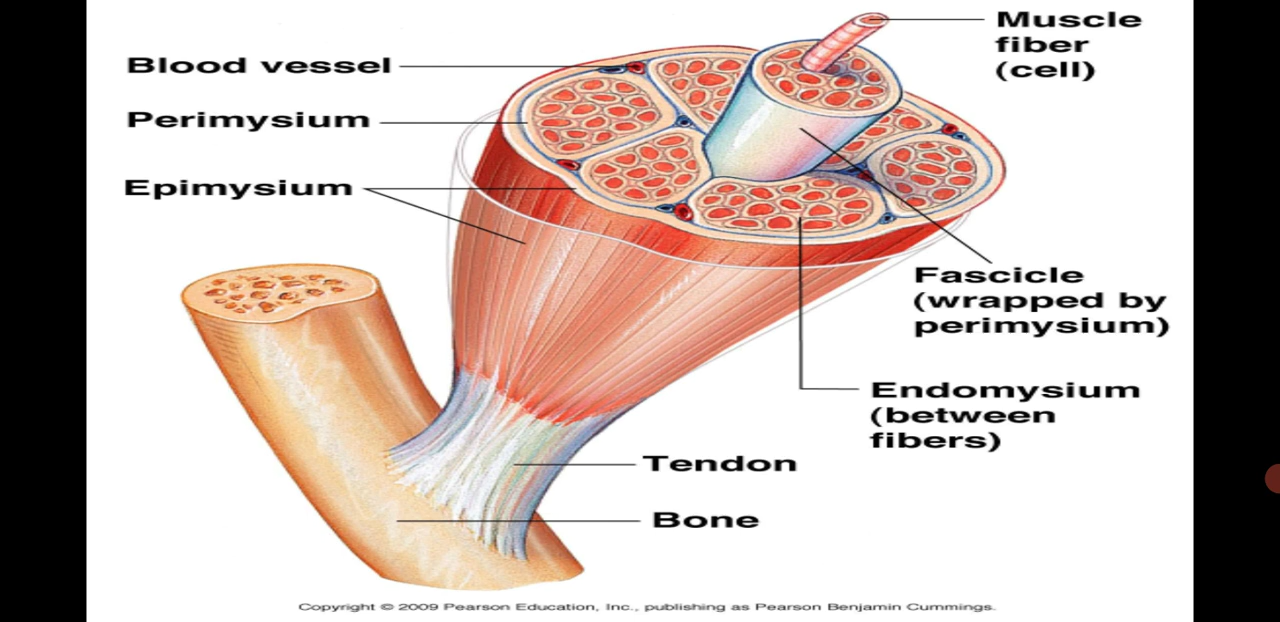 Muscle
fiber
(cell)
Blood vessel
Perimysium
Epimysium
Fascicle
(wrapped by
perimysium)
Endomysium
(between
fibers)
Tendon
Bone
Copyright © 2009 Pearson Education, Inc., publishing as Pearson Benjamin Cummings.